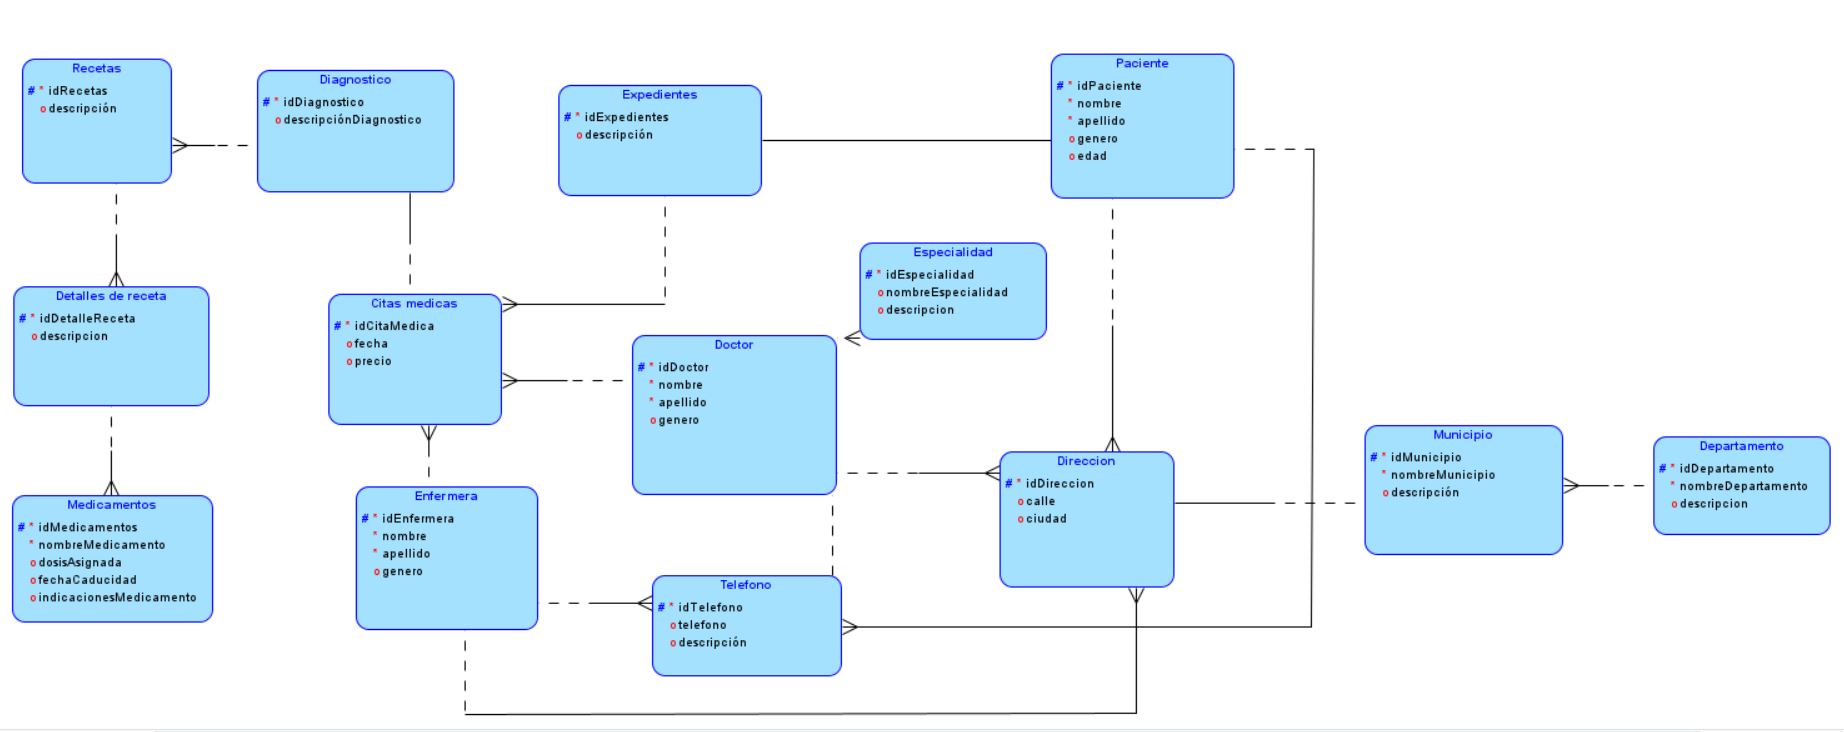 Recetas
# * idRecetas
o descripción
Diagnostico
# * idDiagnostico
o descripciónDiagnostico
Expedientes
# * idExpedientes
o descripción
Paciente
# * idPaciente
* nombre
* apellido
o genero
o edad
Especialidad
# * idEspecialidad
o nombreEspecialidad
o descripcion
Detalles de receta
# * idDetalleReceta
o descripcion
Citas medicas
# * idCitaMedica
o fecha
o precio
Doctor
# * idDoctor
* nombre
* apellido
o genero
Direccion
# * idDireccion
o calle
o ciudad
Municipio
# * idMunicipio
* nombreMunicipio
o descripción
Departamento
# * idDepartamento
* nombreDepartamento
o descripcion
Medicamentos
# * idMedicamentos
* nombreMedicamento
o dosisAsignada
o fechaCaducidad
o indicacionesMedicamento
Enfermera
# * idEnfermera
* nombre
* apellido
o genero
Telefono
# * idTelefono
o telefono
o descripción